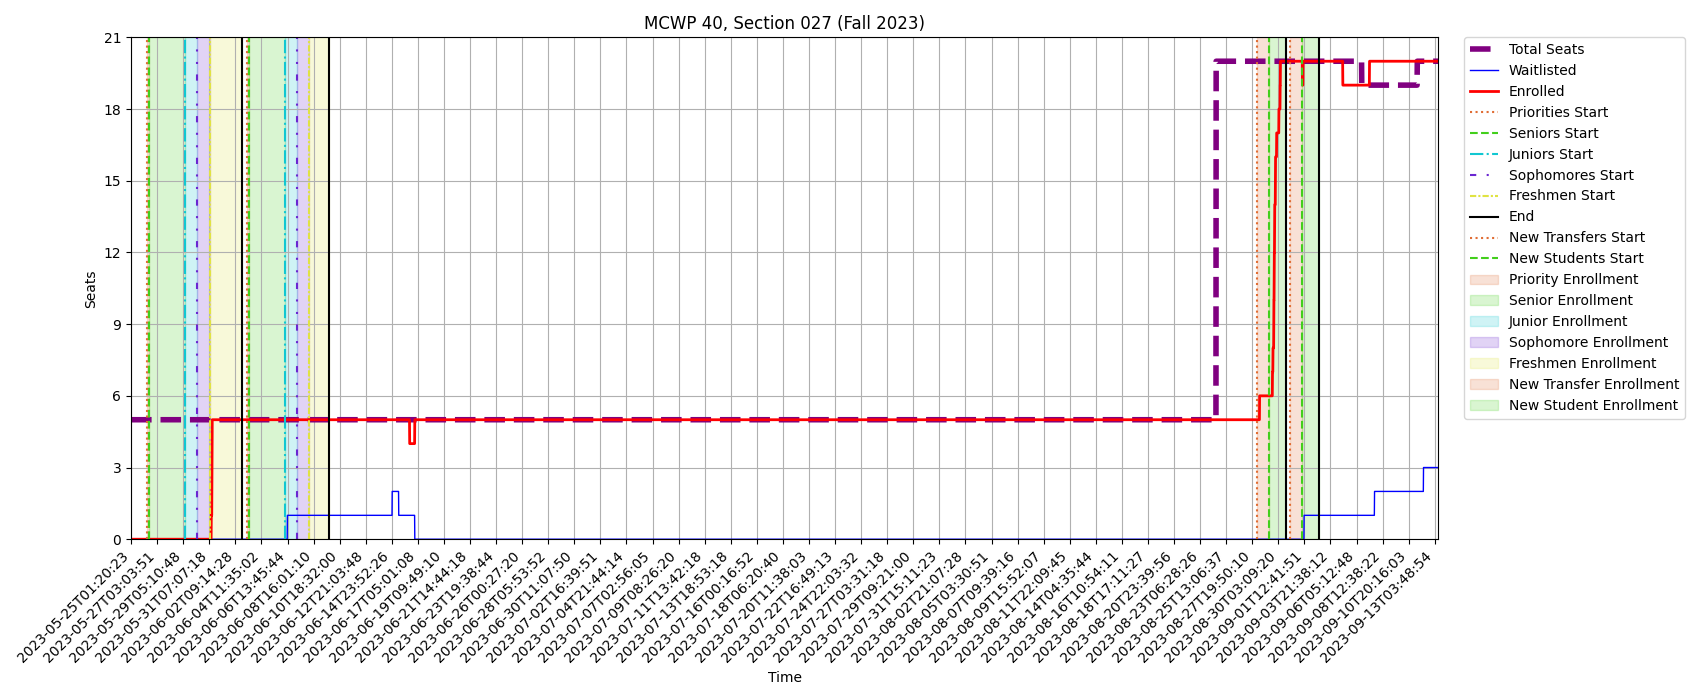 MCWP 40, Section 027 (Fall 2023)
21
18
15
12
9
6
3
0
Seats
2023-05-25T01:20:23
2023-05-27T03:03:51
2023-05-29T05:10:48
2023-05-31T07:07:18
2023-06-02T09:14:28
2023-06-04T11:35:02
2023-06-06T13:45:44
2023-06-08T16:01:10
2023-06-10T18:32:00
2023-06-12T21:03:48
2023-06-14T23:52:26
2023-06-17T05:01:08
2023-06-19T09:49:10
2023-06-21T14:44:18
2023-06-23T19:38:44
2023-06-26T00:27:20
2023-06-28T05:53:52
2023-06-30T11:07:50
2023-07-02T16:39:51
2023-07-04T21:44:14
2023-07-07T02:56:05
2023-07-09T08:26:20
2023-07-11T13:42:18
2023-07-13T18:53:18
2023-07-16T00:16:52
2023-07-18T06:20:40
2023-07-20T11:38:03
2023-07-22T16:49:13
2023-07-24T22:03:32
2023-07-27T03:31:18
2023-07-29T09:21:00
2023-07-31T15:11:23
2023-08-02T21:07:28
2023-08-05T03:30:51
2023-08-07T09:39:16
2023-08-09T15:52:07
2023-08-11T22:09:45
2023-08-14T04:35:44
2023-08-16T10:54:11
2023-08-18T17:11:27
2023-08-20T23:39:56
2023-08-23T06:28:26
2023-08-25T13:06:37
2023-08-27T19:50:10
2023-08-30T03:09:20
2023-09-01T12:41:51
2023-09-03T21:38:12
2023-09-06T05:12:48
2023-09-08T12:38:22
2023-09-10T20:16:03
2023-09-13T03:48:54
Time
Total Seats
Waitlisted
Enrolled
Priorities Start
Seniors Start
Juniors Start
Sophomores Start
Freshmen Start
End
New Transfers Start
New Students Start
Priority Enrollment
Senior Enrollment
Junior Enrollment
Sophomore Enrollment
Freshmen Enrollment
New Transfer Enrollment
New Student Enrollment